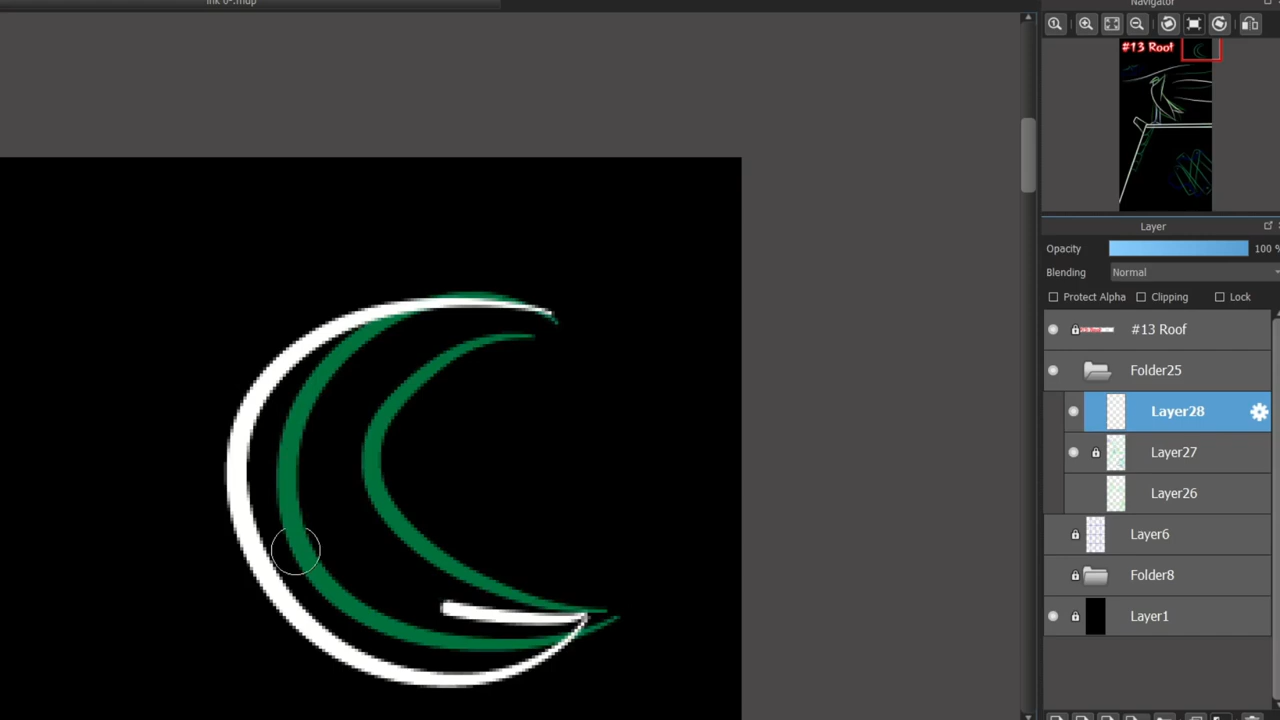 Navigator
#13 Roof
Layer
Opacity 100 %
Blending Normal
Protect Alpha Clipping Lock
#13 Roof
Folder25
Layer28
Layer27
Layer26
Layer6
Folder8
Layer1